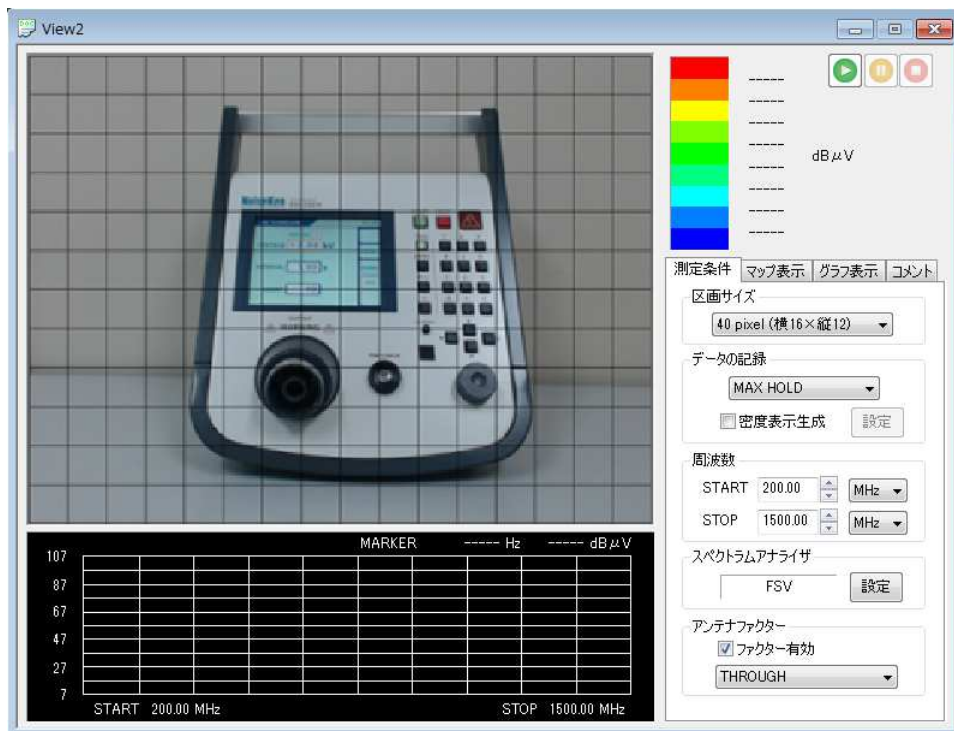 View2
-----
-----
-----
-----
-----
-----
-----
-----
dBμV
測定条件 マップ表示 グラフ表示 コメント
区画サイズ
40 pixel (横16×縦12)
データの記録
MAX HOLD
密度表示生成 設定
周波数
START 200.00 MHz
STOP 1500.00 MHz
スペクトラムアナライザ
FSV 設定
アンテナファクター
ファクター有効
THROUGH
MARKER ----- Hz ----- dBμV
107
87
67
47
27
7
START 200.00 MHz STOP 1500.00 MHz